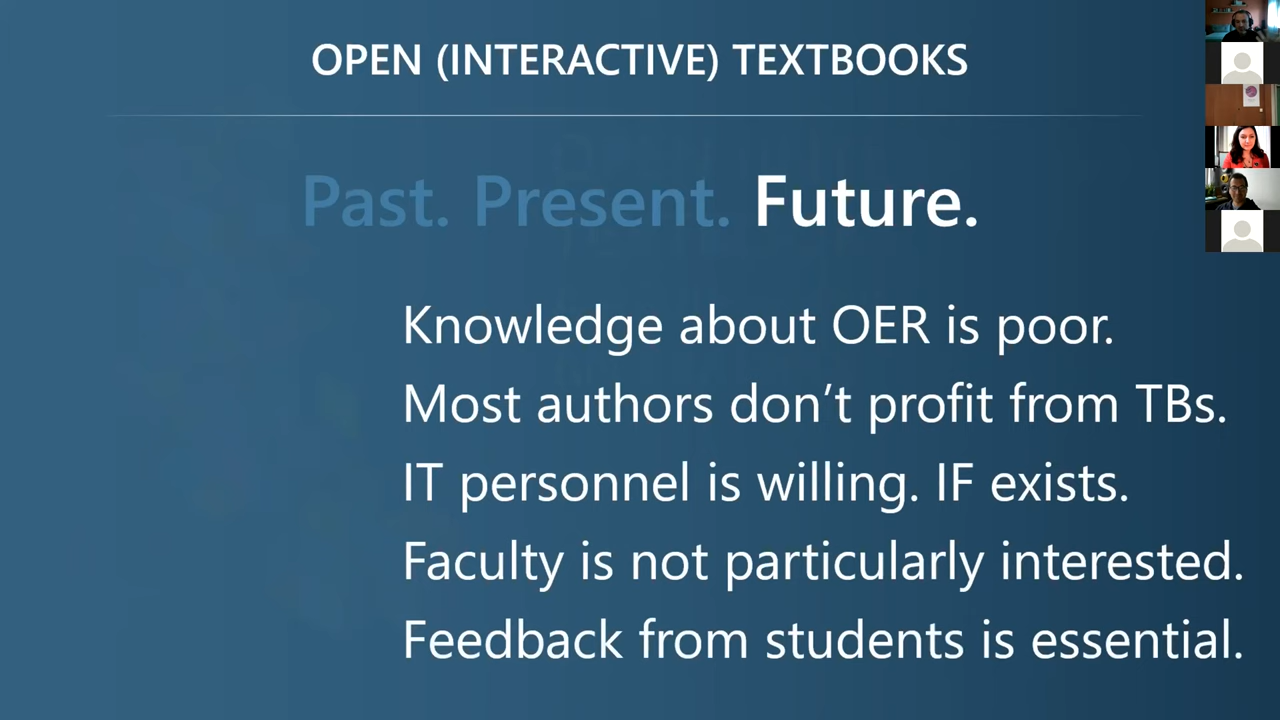 OPEN (INTERACTIVE) TEXTBOOKS
Past. Present. Future.
Knowledge about OER is poor.
Most authors don’t profit from TBs.
IT personnel is willing. IF exists.
Faculty is not particularly interested.
Feedback from students is essential.